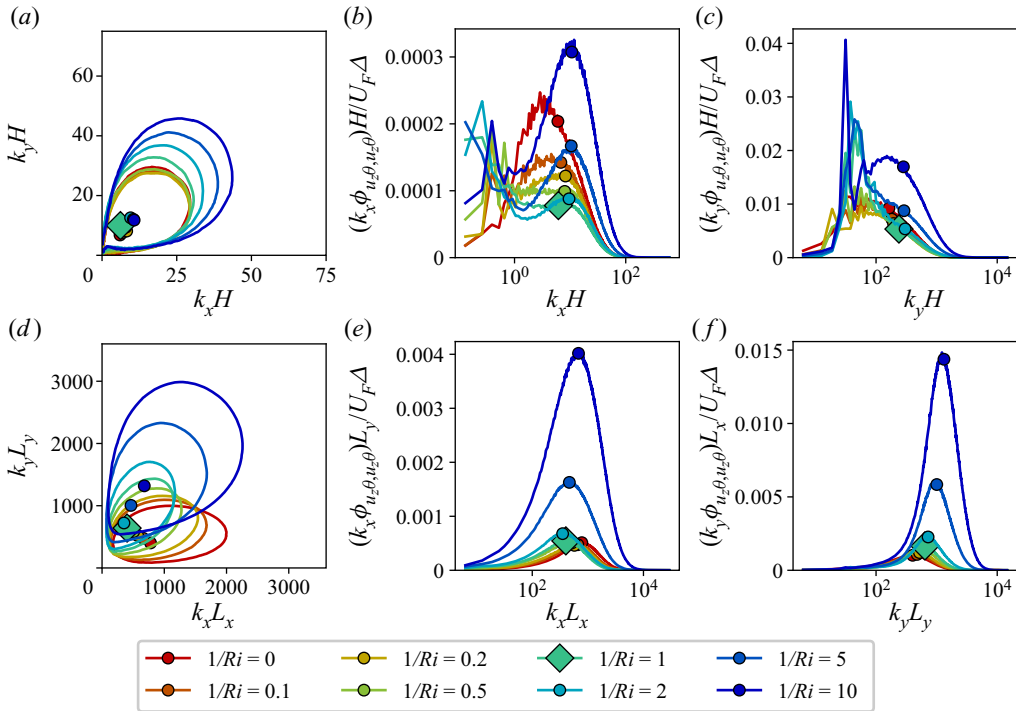 (a) (b) (c)
k_yH
60
40
20
0
0 25 50 75
k_xH
(k_xϕ_{u_zθ,u_zθ})H/U_FΔ
0.0003
0.0002
0.0001
0
10^0 10^2
k_xH
(k_yϕ_{u_zθ,u_zθ})H/U_FΔ
0.04
0.03
0.02
0.01
0
10^2 10^4
k_yH
(d) (e) (f)
k_yL_y
3000
2000
1000
0
0 1000 2000 3000
k_xL_x
(k_xϕ_{u_zθ,u_zθ})L_y/U_FΔ
0.004
0.003
0.002
0.001
0
10^2 10^4
k_xL_x
(k_yϕ_{u_zθ,u_zθ})L_x/U_FΔ
0.015
0.010
0.005
0
10^2 10^4
k_yL_y
1/Ri = 0 1/Ri = 0.2 1/Ri = 1 1/Ri = 5
1/Ri = 0.1 1/Ri = 0.5 1/Ri = 2 1/Ri = 10